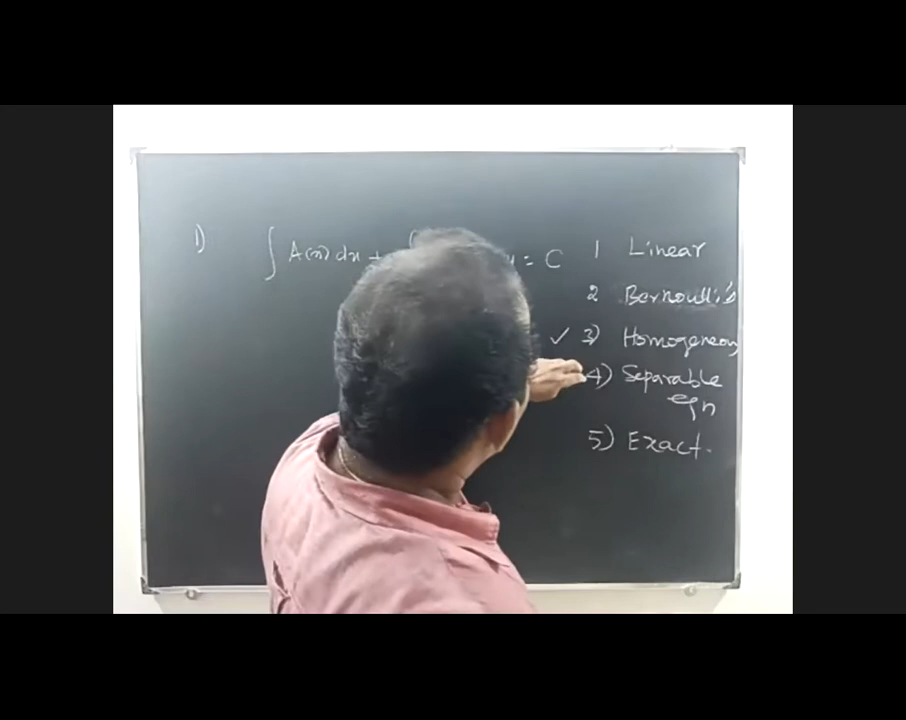 1) ∫ A(x) dx + = C
1 Linear
2 Bernoulli's
✓ 3) Homogeneous
4) Separable
eqn
5) Exact.